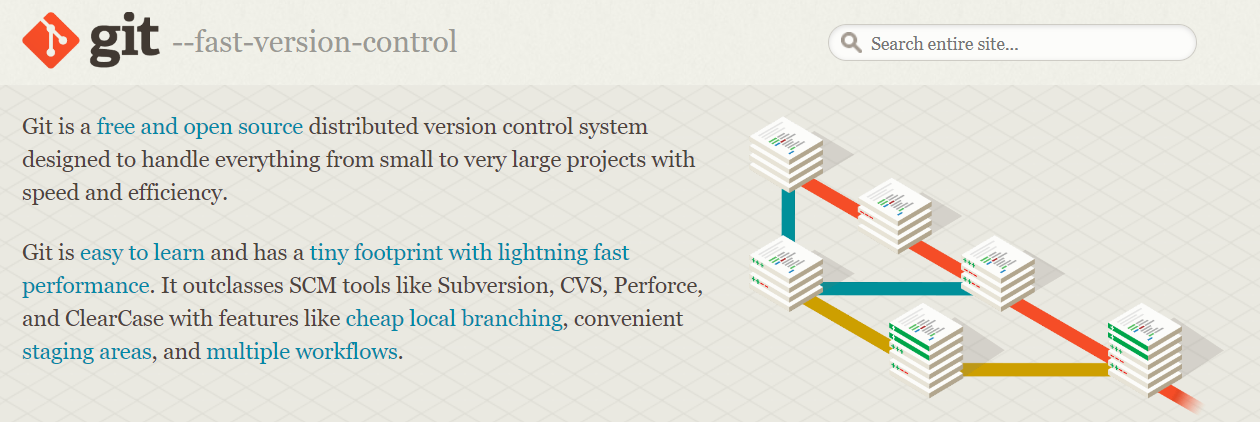 git --fast-version-control
Search entire site...
Git is a free and open source distributed version control system
designed to handle everything from small to very large projects with
speed and efficiency.
Git is easy to learn and has a tiny footprint with lightning fast
performance. It outclasses SCM tools like Subversion, CVS, Perforce,
and ClearCase with features like cheap local branching, convenient
staging areas, and multiple workflows.